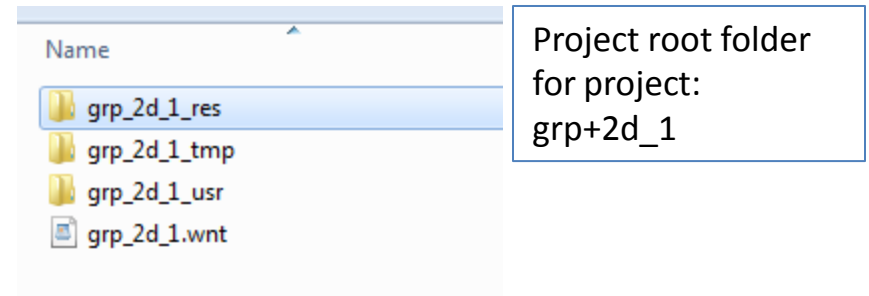 Name
grp_2d_1_res
grp_2d_1_tmp
grp_2d_1_usr
grp_2d_1.wnt
Project root folder
for project:
grp+2d_1